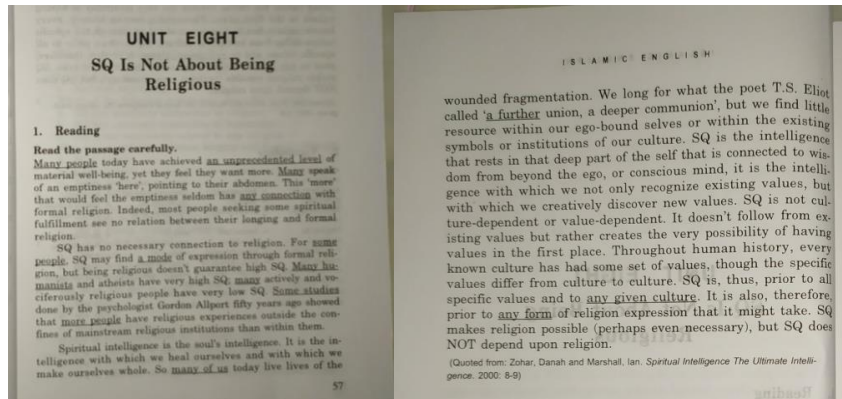 UNIT EIGHT
SQ Is Not About Being
Religious
1. Reading
Read the passage carefully.
Many people today have achieved an unprecedented level of
material well-being, yet they feel they want more. Many speak
of an emptiness 'here', pointing to their abdomen. This 'more'
that would feel the emptiness seldom has any connection with
formal religion. Indeed, most people seeking some spiritual
fulfillment see no relation between their longing and formal
religion.
SQ has no necessary connection to religion. For some
people, SQ may find a mode of expression through formal reli-
gion, but being religious doesn't guarantee high SQ. Many hu-
manists and atheists have very high SQ; many actively and vo-
ciferously religious people have very low SQ. Some studies
done by the psychologist Gordon Allport fifty years ago showed
that more people have religious experiences outside the con-
fines of mainstream religious institutions than within them.
Spiritual intelligence is the soul's intelligence. It is the in-
telligence with which we heal ourselves and with which we
make ourselves whole. So many of us today live lives of the
57
ISLAMIC ENGLISH
wounded fragmentation. We long for what the poet T.S. Eliot
called 'a further union, a deeper communion', but we find little
resource within our ego-bound selves or within the existing
symbols or institutions of our culture. SQ is the intelligence
that rests in that deep part of the self that is connected to wis-
dom from beyond the ego, or conscious mind, it is the intelli-
gence with which we not only recognize existing values, but
with which we creatively discover new values. SQ is not cul-
ture-dependent or value-dependent. It doesn't follow from ex-
isting values but rather creates the very possibility of having
values in the first place. Throughout human history, every
known culture has had some set of values, though the specific
values differ from culture to culture. SQ is, thus, prior to all
specific values and to any given culture. It is also, therefore,
prior to any form of religion expression that it might take. SQ
makes religion possible (perhaps even necessary), but SQ does
NOT depend upon religion.
(Quoted from: Zohar, Danah and Marshall, Ian. Spiritual Intelligence The Ultimate Intelli-
gence. 2000: 8-9)